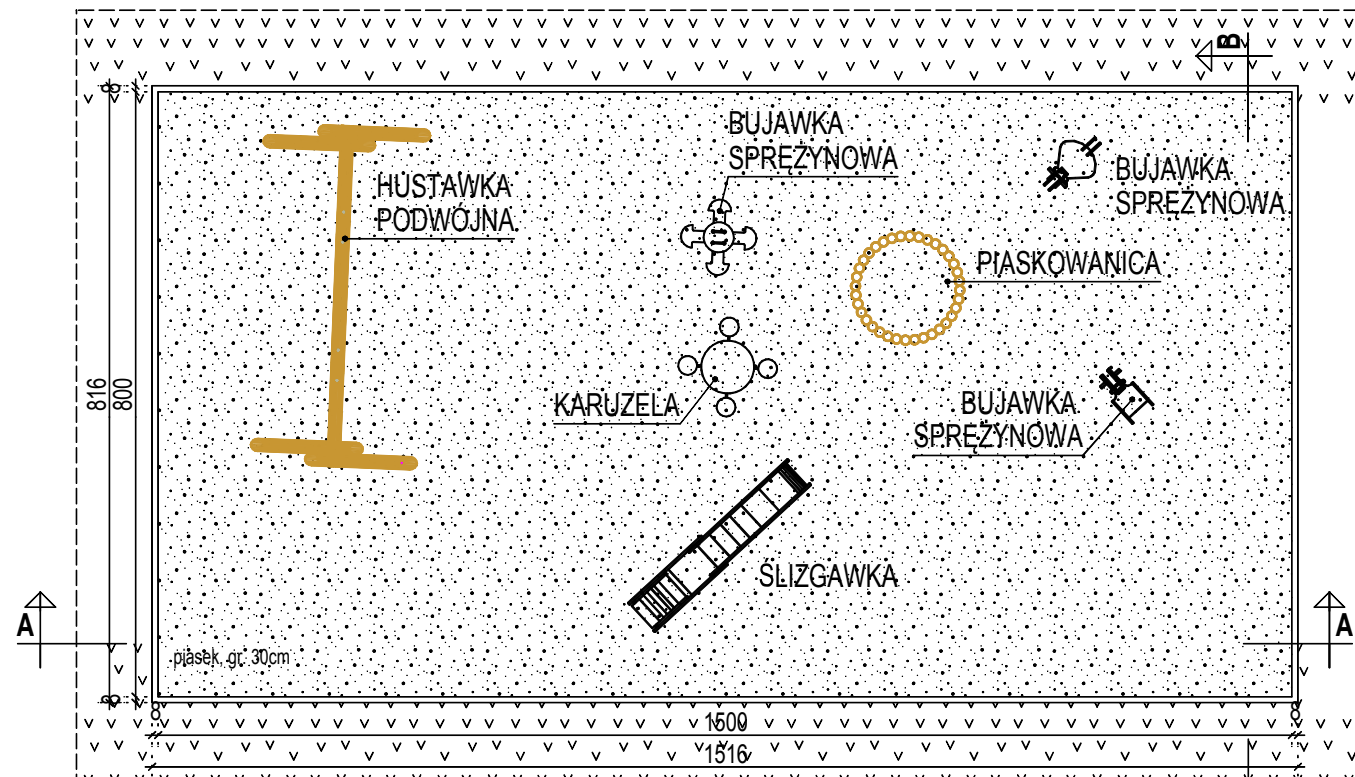 B
8
BUJAWKA
SPRĘŻYNOWA
BUJAWKA
SPRĘŻYNOWA
HUSTAWKA
PODWÓJNA
PIASKOWANICA
816
800
KARUZELA
BUJAWKA
SPRĘŻYNOWA
ŚLIZGAWKA
A
A
piasek, gr. 30cm
8
8
8
1500
1516